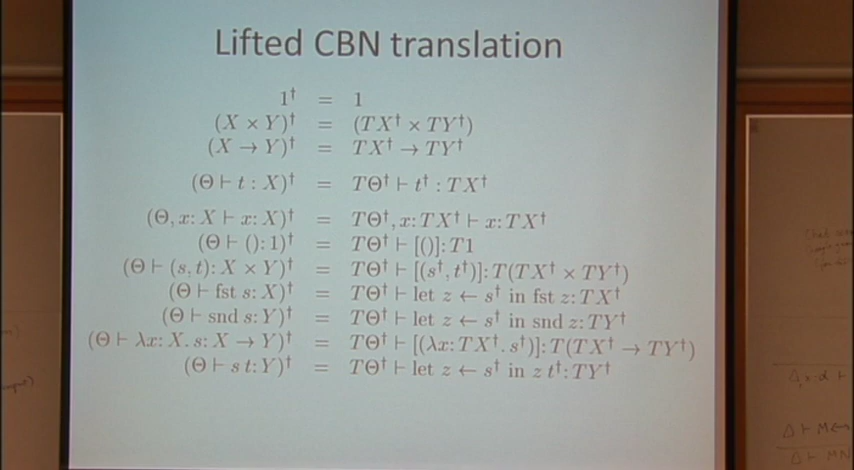 Lifted CBN translation
1† = 1
(X × Y)† = (TX† × TY†)
(X → Y)† = TX† → TY†
(Θ ⊢ t : X)† = TΘ† ⊢ t† : TX†
(Θ, x: X ⊢ x: X)† = TΘ†, x: TX† ⊢ x: TX†
(Θ ⊢ (): 1)† = TΘ† ⊢ [()]: T1
(Θ ⊢ (s, t): X × Y)† = TΘ† ⊢ [(s†, t†)]: T(TX† × TY†)
(Θ ⊢ fst s: X)† = TΘ† ⊢ let z ← s† in fst z: TX†
(Θ ⊢ snd s: Y)† = TΘ† ⊢ let z ← s† in snd z: TY†
(Θ ⊢ λx: X. s: X → Y)† = TΘ† ⊢ [(λx: TX†. s†)]: T(TX† → TY†)
(Θ ⊢ s t: Y)† = TΘ† ⊢ let z ← s† in z t†: TY†
Δ ⊢ MN